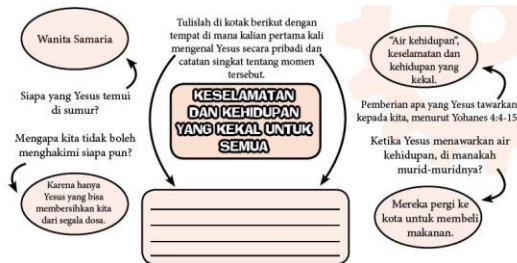 Wanita Samaria
Siapa yang Yesus temui
di sumur?
Mengapa kita tidak boleh
menghakimi siapa pun?
Karena hanya
Yesus yang bisa
membersihkan kita
dari segala dosa.
Tulislah di kotak berikut dengan
tempat di mana kalian pertama kali
mengenal Yesus secara pribadi dan
catatan singkat tentang momen
tersebut.
KESELAMATAN
DAN KEHIDUPAN
YANG KEKAL UNTUK
SEMUA
“Air kehidupan”,
keselamatan dan
kehidupan yang
kekal.
Pemberian apa yang Yesus tawarkan
kepada kita, menurut Yohanes 4:4-15
Ketika Yesus menawarkan air
kehidupan, di manakah
murid-muridnya?
Mereka pergi ke
kota untuk membeli
makanan.